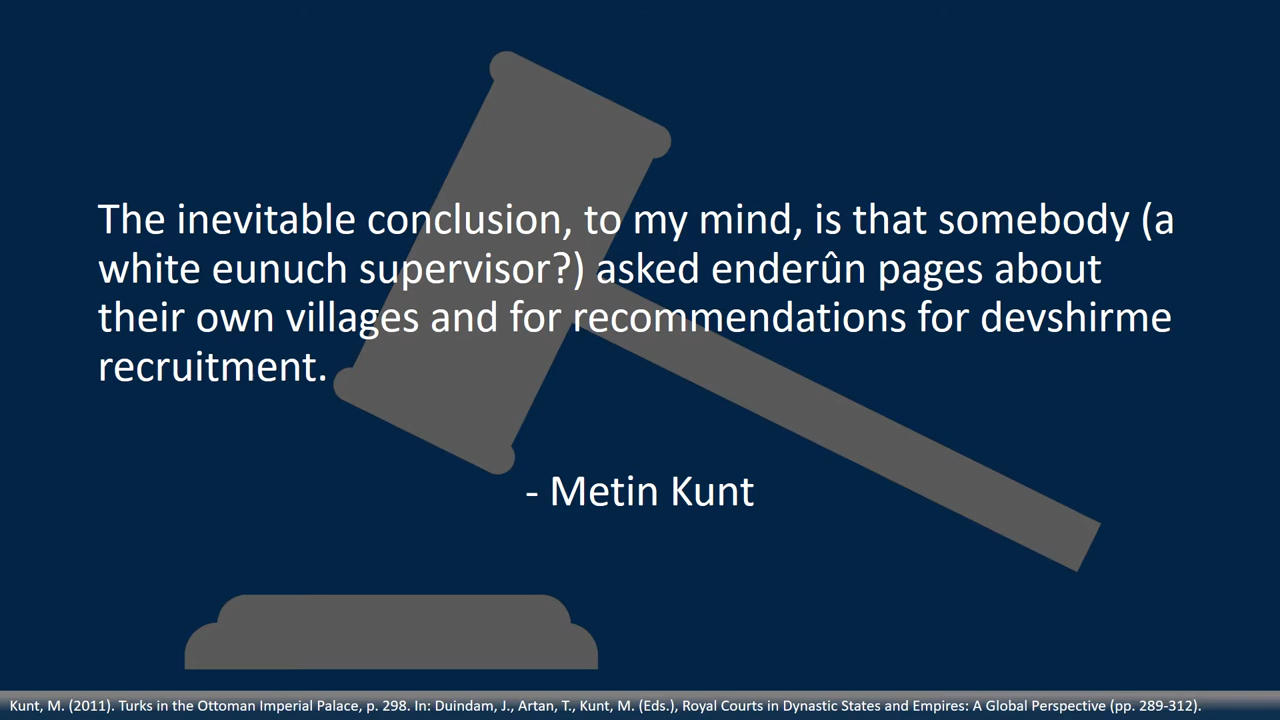 The inevitable conclusion, to my mind, is that somebody (a
white eunuch supervisor?) asked enderûn pages about
their own villages and for recommendations for devshirme
recruitment.
- Metin Kunt
Kunt, M. (2011). Turks in the Ottoman Imperial Palace, p. 298. In: Duindam, J., Artan, T., Kunt, M. (Eds.), Royal Courts in Dynastic States and Empires: A Global Perspective (pp. 289-312).